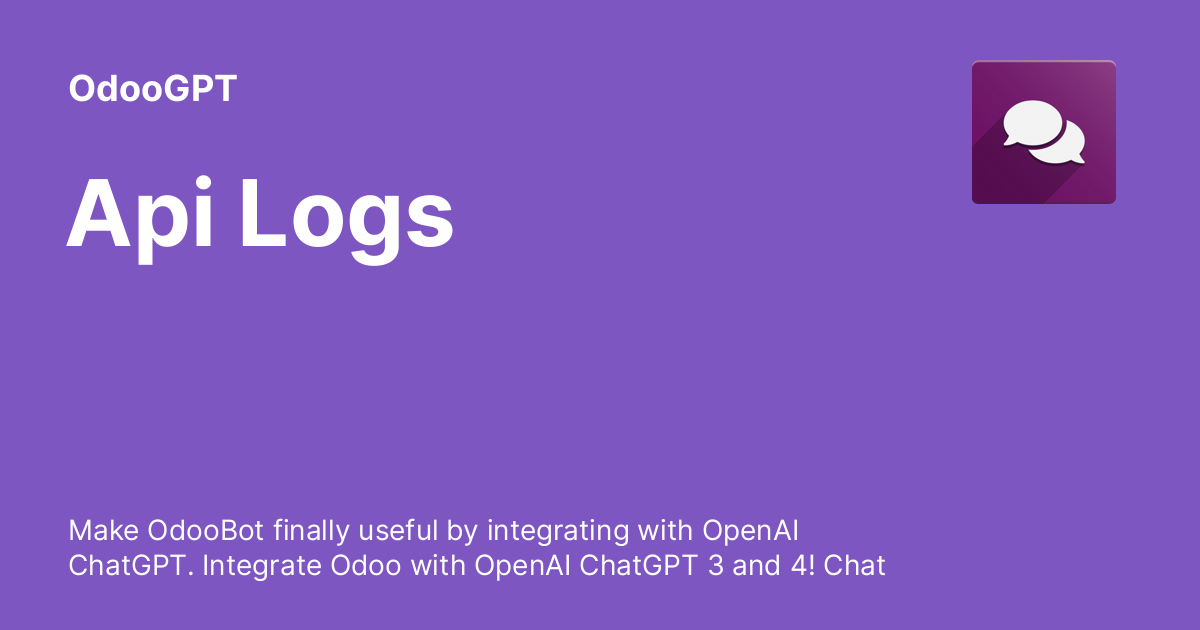 OdooGPT
Api Logs
Make OdooBot finally useful by integrating with OpenAI
ChatGPT. Integrate Odoo with OpenAI ChatGPT 3 and 4! Chat